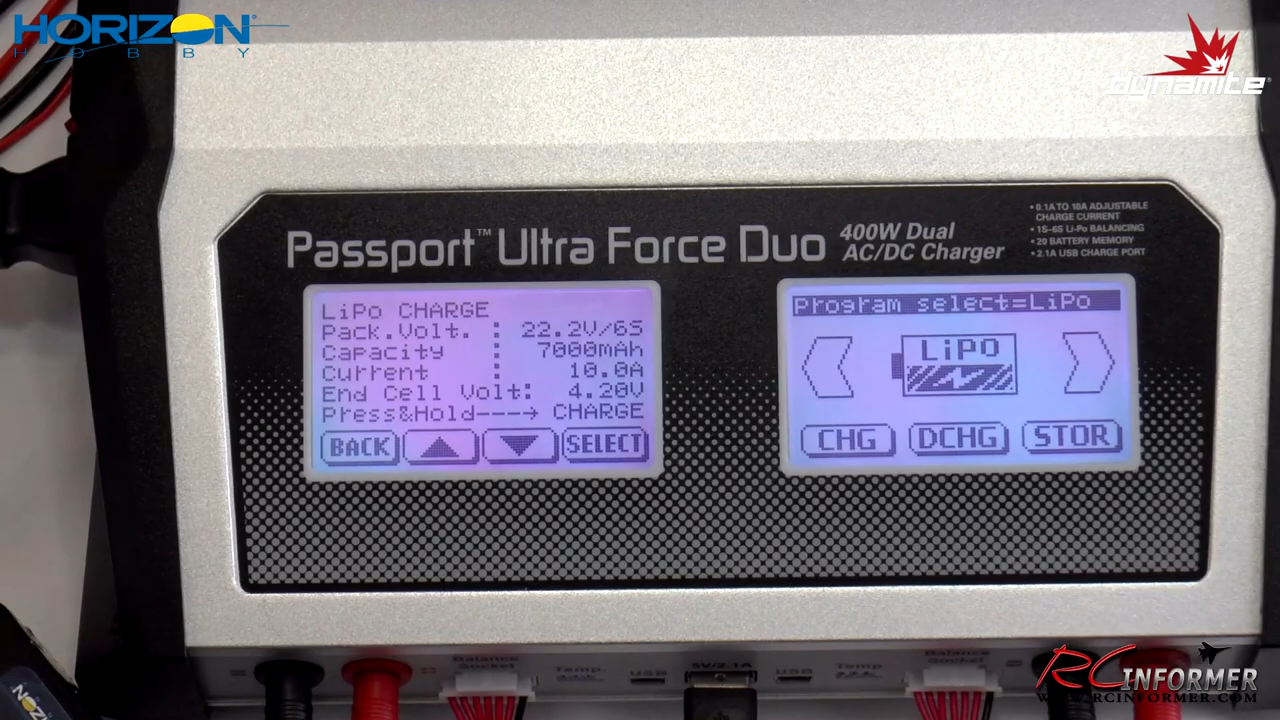 HORIZON
HOBBY
dynamite
Passport™ Ultra Force Duo
400W Dual
AC/DC Charger
• 0.1A TO 10A ADJUSTABLE
CHARGE CURRENT
• 1S-6S Li-Po BALANCING
• 20 BATTERY MEMORY
• 2.1A USB CHARGE PORT
LiPo CHARGE
Pack.Volt. : 22.2V/6S
Capacity : 7000mAh
Current : 10.0A
End Cell Volt: 4.20V
Press&Hold----→ CHARGE
BACK ▲ ▼ SELECT
Program select=LiPo
LiPO
CHG DCHG STOR
Balance
Socket
Temp.
USB
5V/2.1A
USB
Temp.
Balance
Socket
RCINFORMER
WWW.RCINFORMER.COM